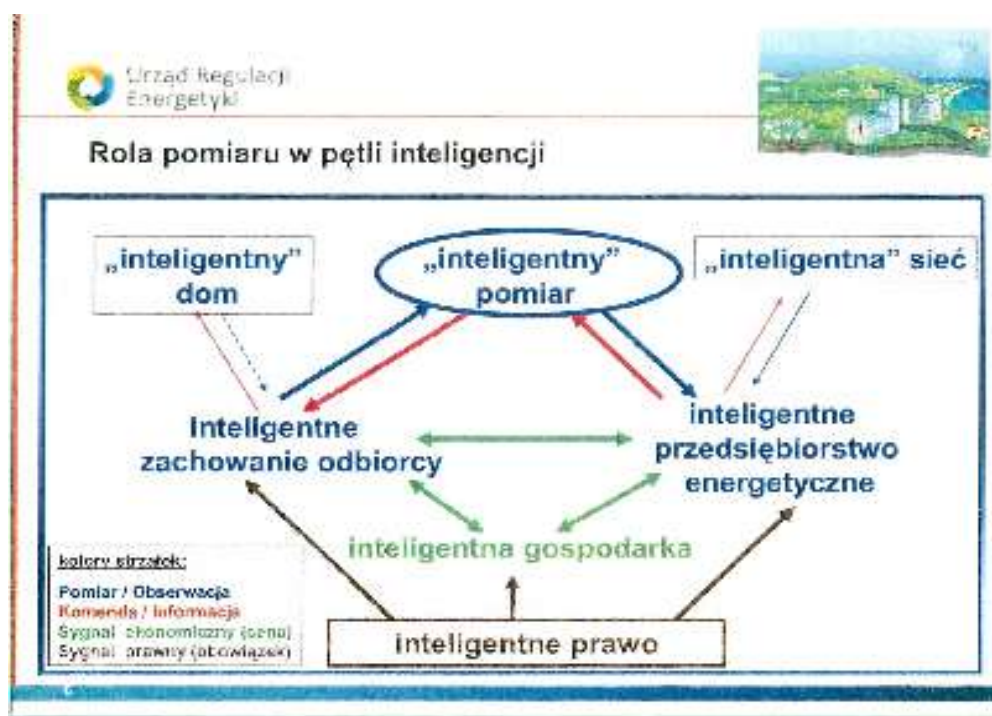 Urząd Regulacji
Energetyki
Rola pomiaru w pętli inteligencji
„inteligentny”
dom
„inteligentny”
pomiar
„inteligentna” sieć
inteligentne
zachowanie odbiorcy
inteligentne
przedsiębiorstwo
energetyczne
inteligentna gospodarka
inteligentne prawo
kolory strzałek:
Pomiar / Obserwacja
Komenda / Informacja
Sygnał ekonomiczny (cena)
Sygnał prawny (obowiązek)